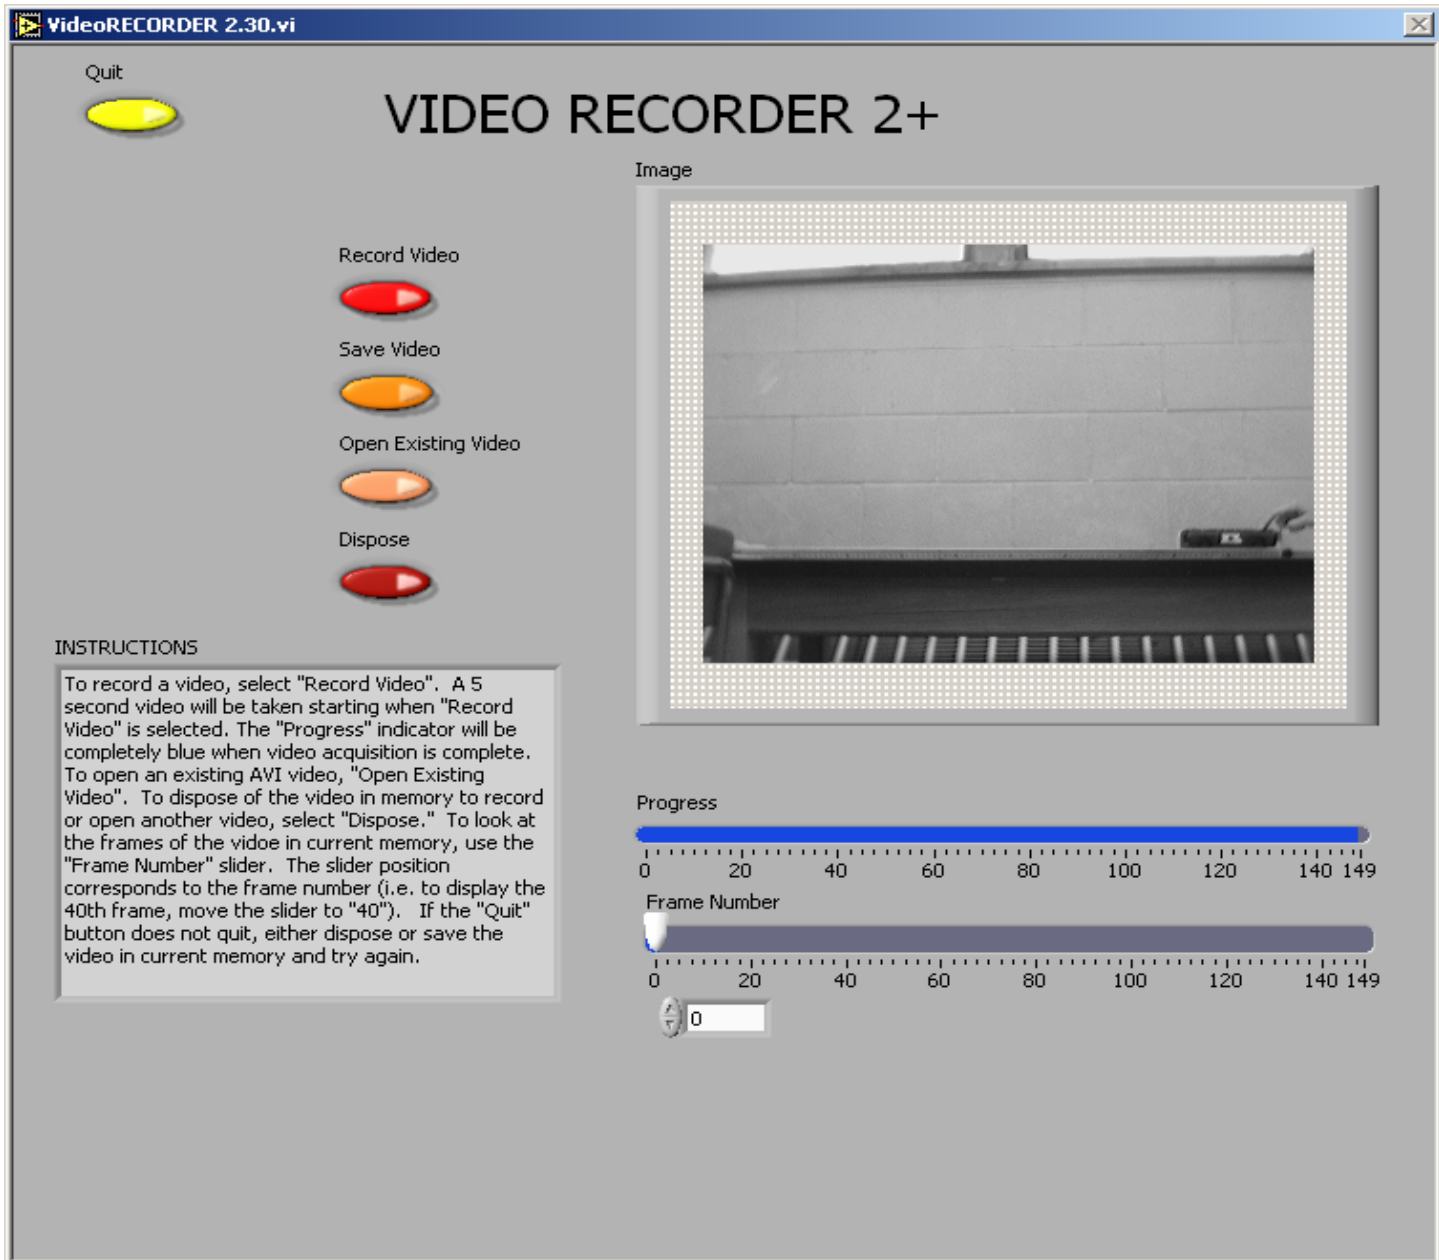 VideoRECORDER 2.30.vi
Quit
VIDEO RECORDER 2+
Image
Record Video
Save Video
Open Existing Video
Dispose
INSTRUCTIONS
To record a video, select "Record Video".  A 5
second video will be taken starting when "Record
Video" is selected. The "Progress" indicator will be
completely blue when video acquisition is complete.
To open an existing AVI video, "Open Existing
Video".  To dispose of the video in memory to record
or open another video, select "Dispose."  To look at
the frames of the vidoe in current memory, use the
"Frame Number" slider.  The slider position
corresponds to the frame number (i.e. to display the
40th frame, move the slider to "40").   If the "Quit"
button does not quit, either dispose or save the
video in current memory and try again.
Progress
0 20 40 60 80 100 120 140 149
Frame Number
0 20 40 60 80 100 120 140 149
0